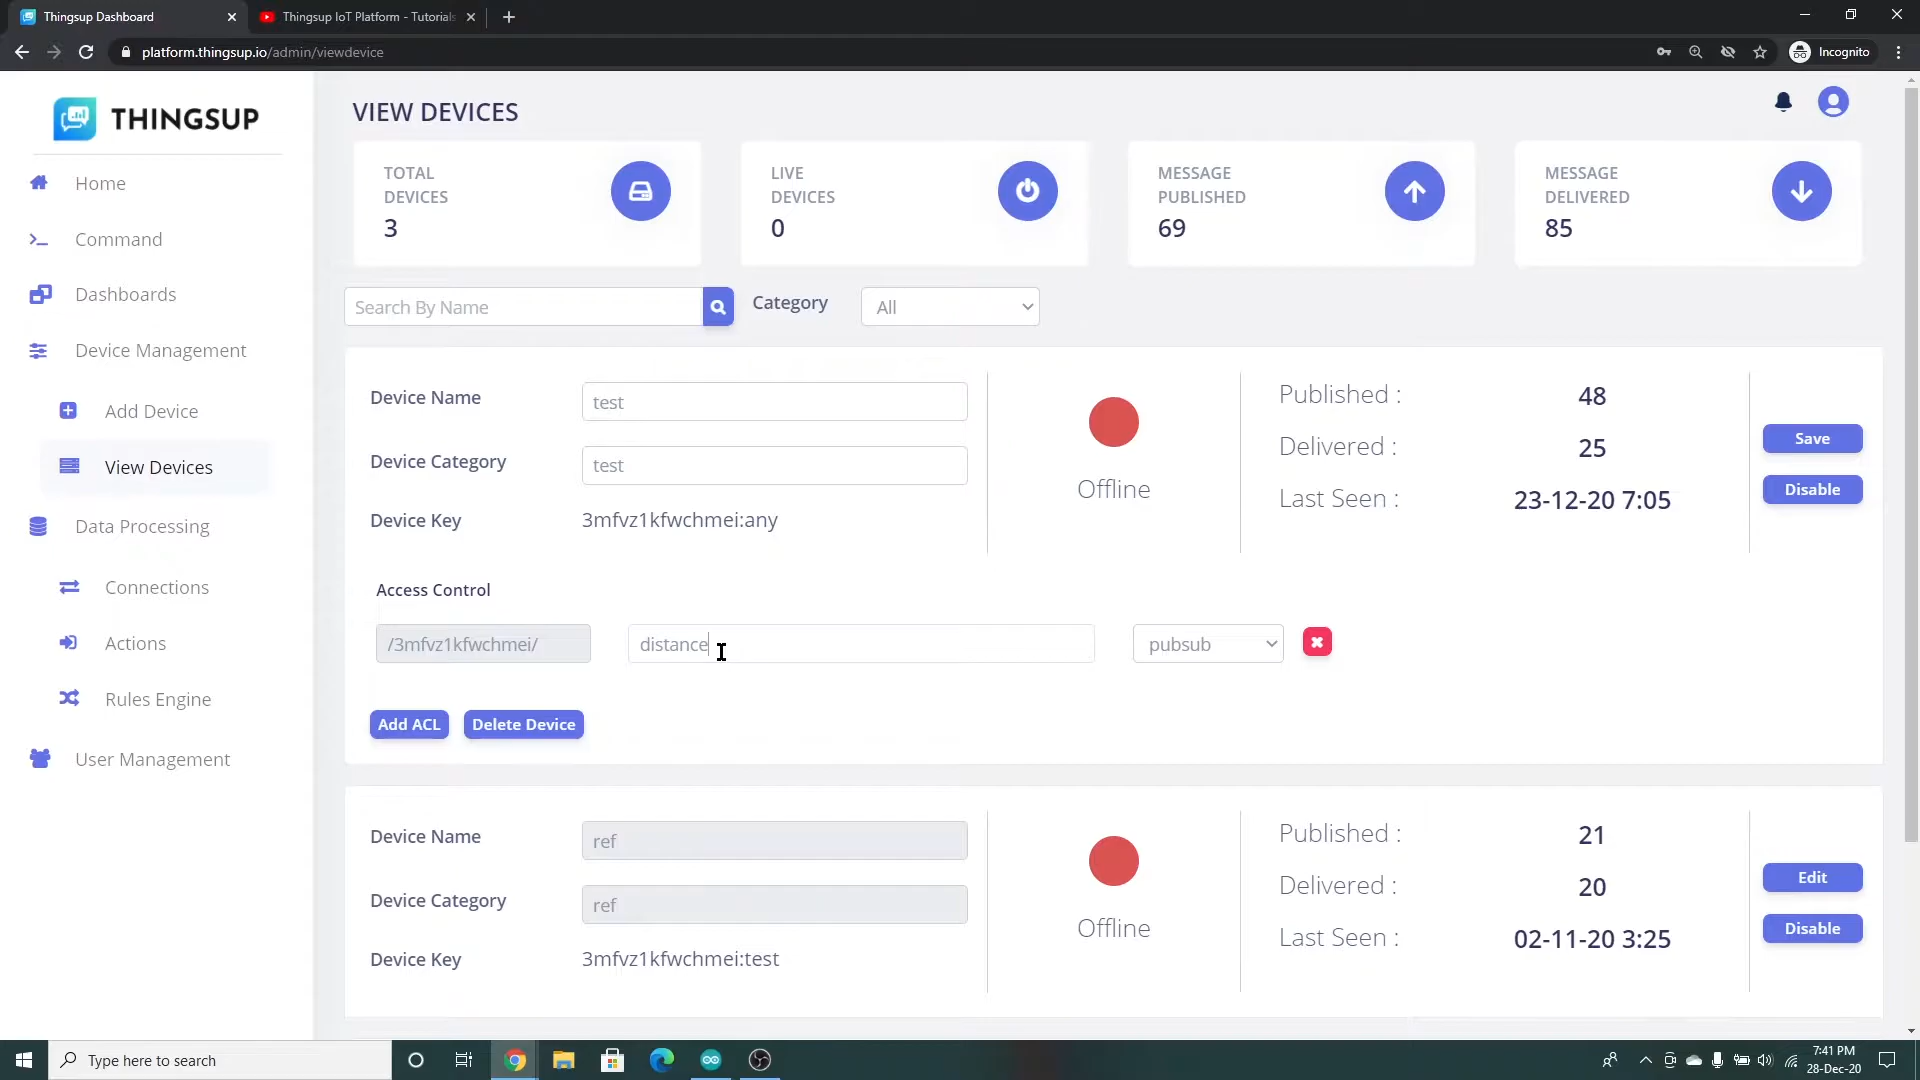 Thingsup Dashboard
Thingsup IoT Platform - Tutorials
platform.thingsup.io/admin/viewdevice
Incognito
THINGSUP
Home
Command
Dashboards
Device Management
Add Device
View Devices
Data Processing
Connections
Actions
Rules Engine
User Management
VIEW DEVICES
TOTAL
DEVICES
3
LIVE
DEVICES
0
MESSAGE
PUBLISHED
69
MESSAGE
DELIVERED
85
Search By Name
Category
All
Device Name
test
Device Category
test
Device Key
3mfvz1kfwchmei:any
Offline
Published :
48
Delivered :
25
Last Seen :
23-12-20 7:05
Save
Disable
Access Control
/3mfvz1kfwchmei/
distance
pubsub
Add ACL
Delete Device
Device Name
ref
Device Category
ref
Device Key
3mfvz1kfwchmei:test
Offline
Published :
21
Delivered :
20
Last Seen :
02-11-20 3:25
Edit
Disable
Type here to search
7:41 PM
28-Dec-20